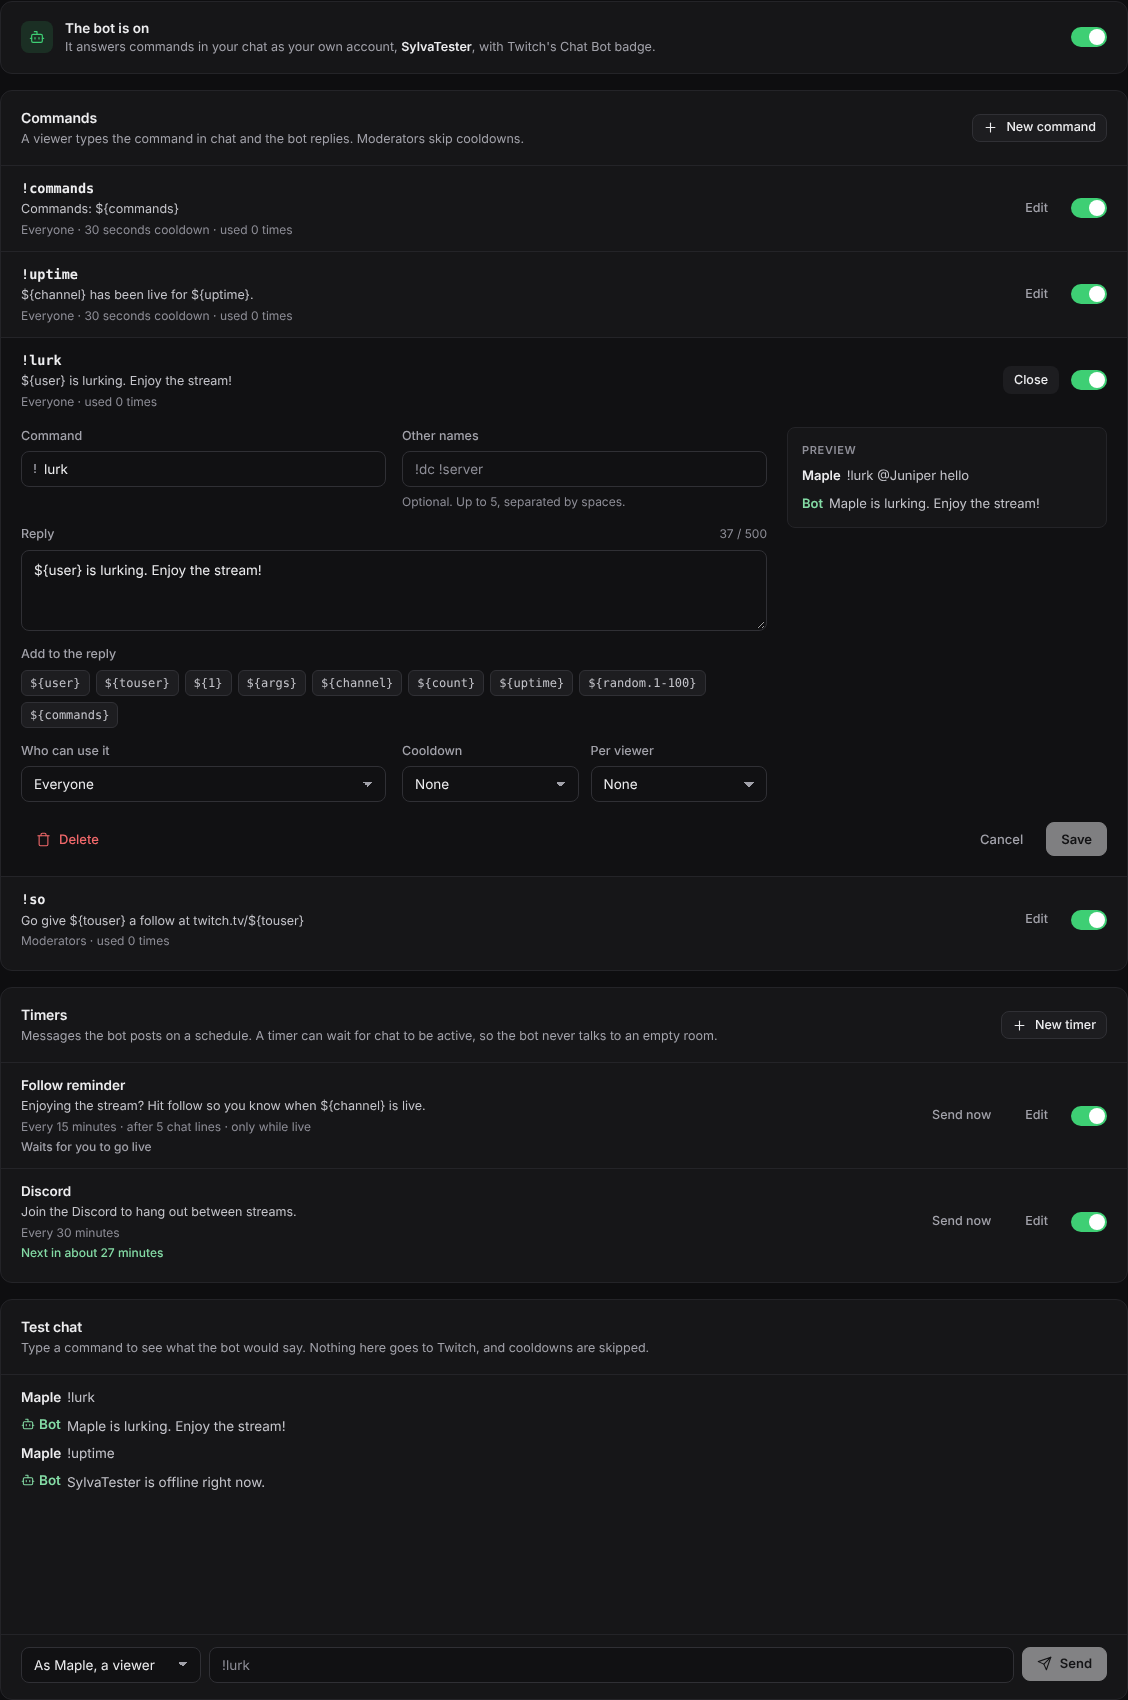 The bot is on
It answers commands in your chat as your own account, SylvaTester, with Twitch's Chat Bot badge.
Commands
A viewer types the command in chat and the bot replies. Moderators skip cooldowns.
New command
!commands
Commands: ${commands}
Everyone · 30 seconds cooldown · used 0 times
Edit
!uptime
${channel} has been live for ${uptime}.
Everyone · 30 seconds cooldown · used 0 times
Edit
!lurk
${user} is lurking. Enjoy the stream!
Everyone · used 0 times
Close
Command
! lurk
Other names
!dc !server
Optional. Up to 5, separated by spaces.
PREVIEW
Maple !lurk @Juniper hello
Bot Maple is lurking. Enjoy the stream!
Reply
37 / 500
${user} is lurking. Enjoy the stream!
Add to the reply
${user} ${touser} ${1} ${args} ${channel} ${count} ${uptime} ${random.1-100}
${commands}
Who can use it
Everyone
Cooldown
None
Per viewer
None
Delete
Cancel
Save
!so
Go give ${touser} a follow at twitch.tv/${touser}
Moderators · used 0 times
Edit
Timers
Messages the bot posts on a schedule. A timer can wait for chat to be active, so the bot never talks to an empty room.
New timer
Follow reminder
Enjoying the stream? Hit follow so you know when ${channel} is live.
Every 15 minutes · after 5 chat lines · only while live
Waits for you to go live
Send now
Edit
Discord
Join the Discord to hang out between streams.
Every 30 minutes
Next in about 27 minutes
Send now
Edit
Test chat
Type a command to see what the bot would say. Nothing here goes to Twitch, and cooldowns are skipped.
Maple !lurk
Bot Maple is lurking. Enjoy the stream!
Maple !uptime
Bot SylvaTester is offline right now.
As Maple, a viewer
!lurk
Send